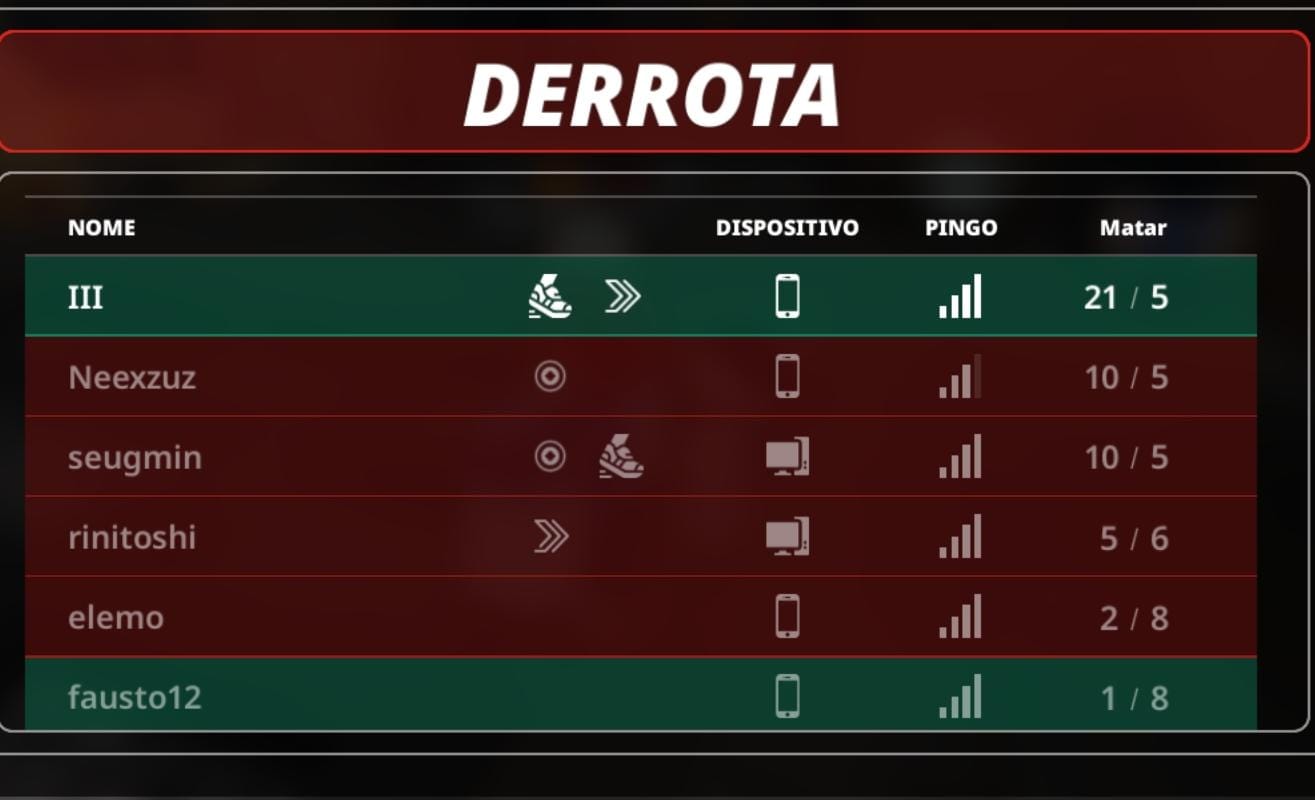 DERROTA
NOME DISPOSITIVO PINGO Matar
III 21 / 5
Neexzuz 10 / 5
seugmin 10 / 5
rinitoshi 5 / 6
elemo 2 / 8
fausto12 1 / 8